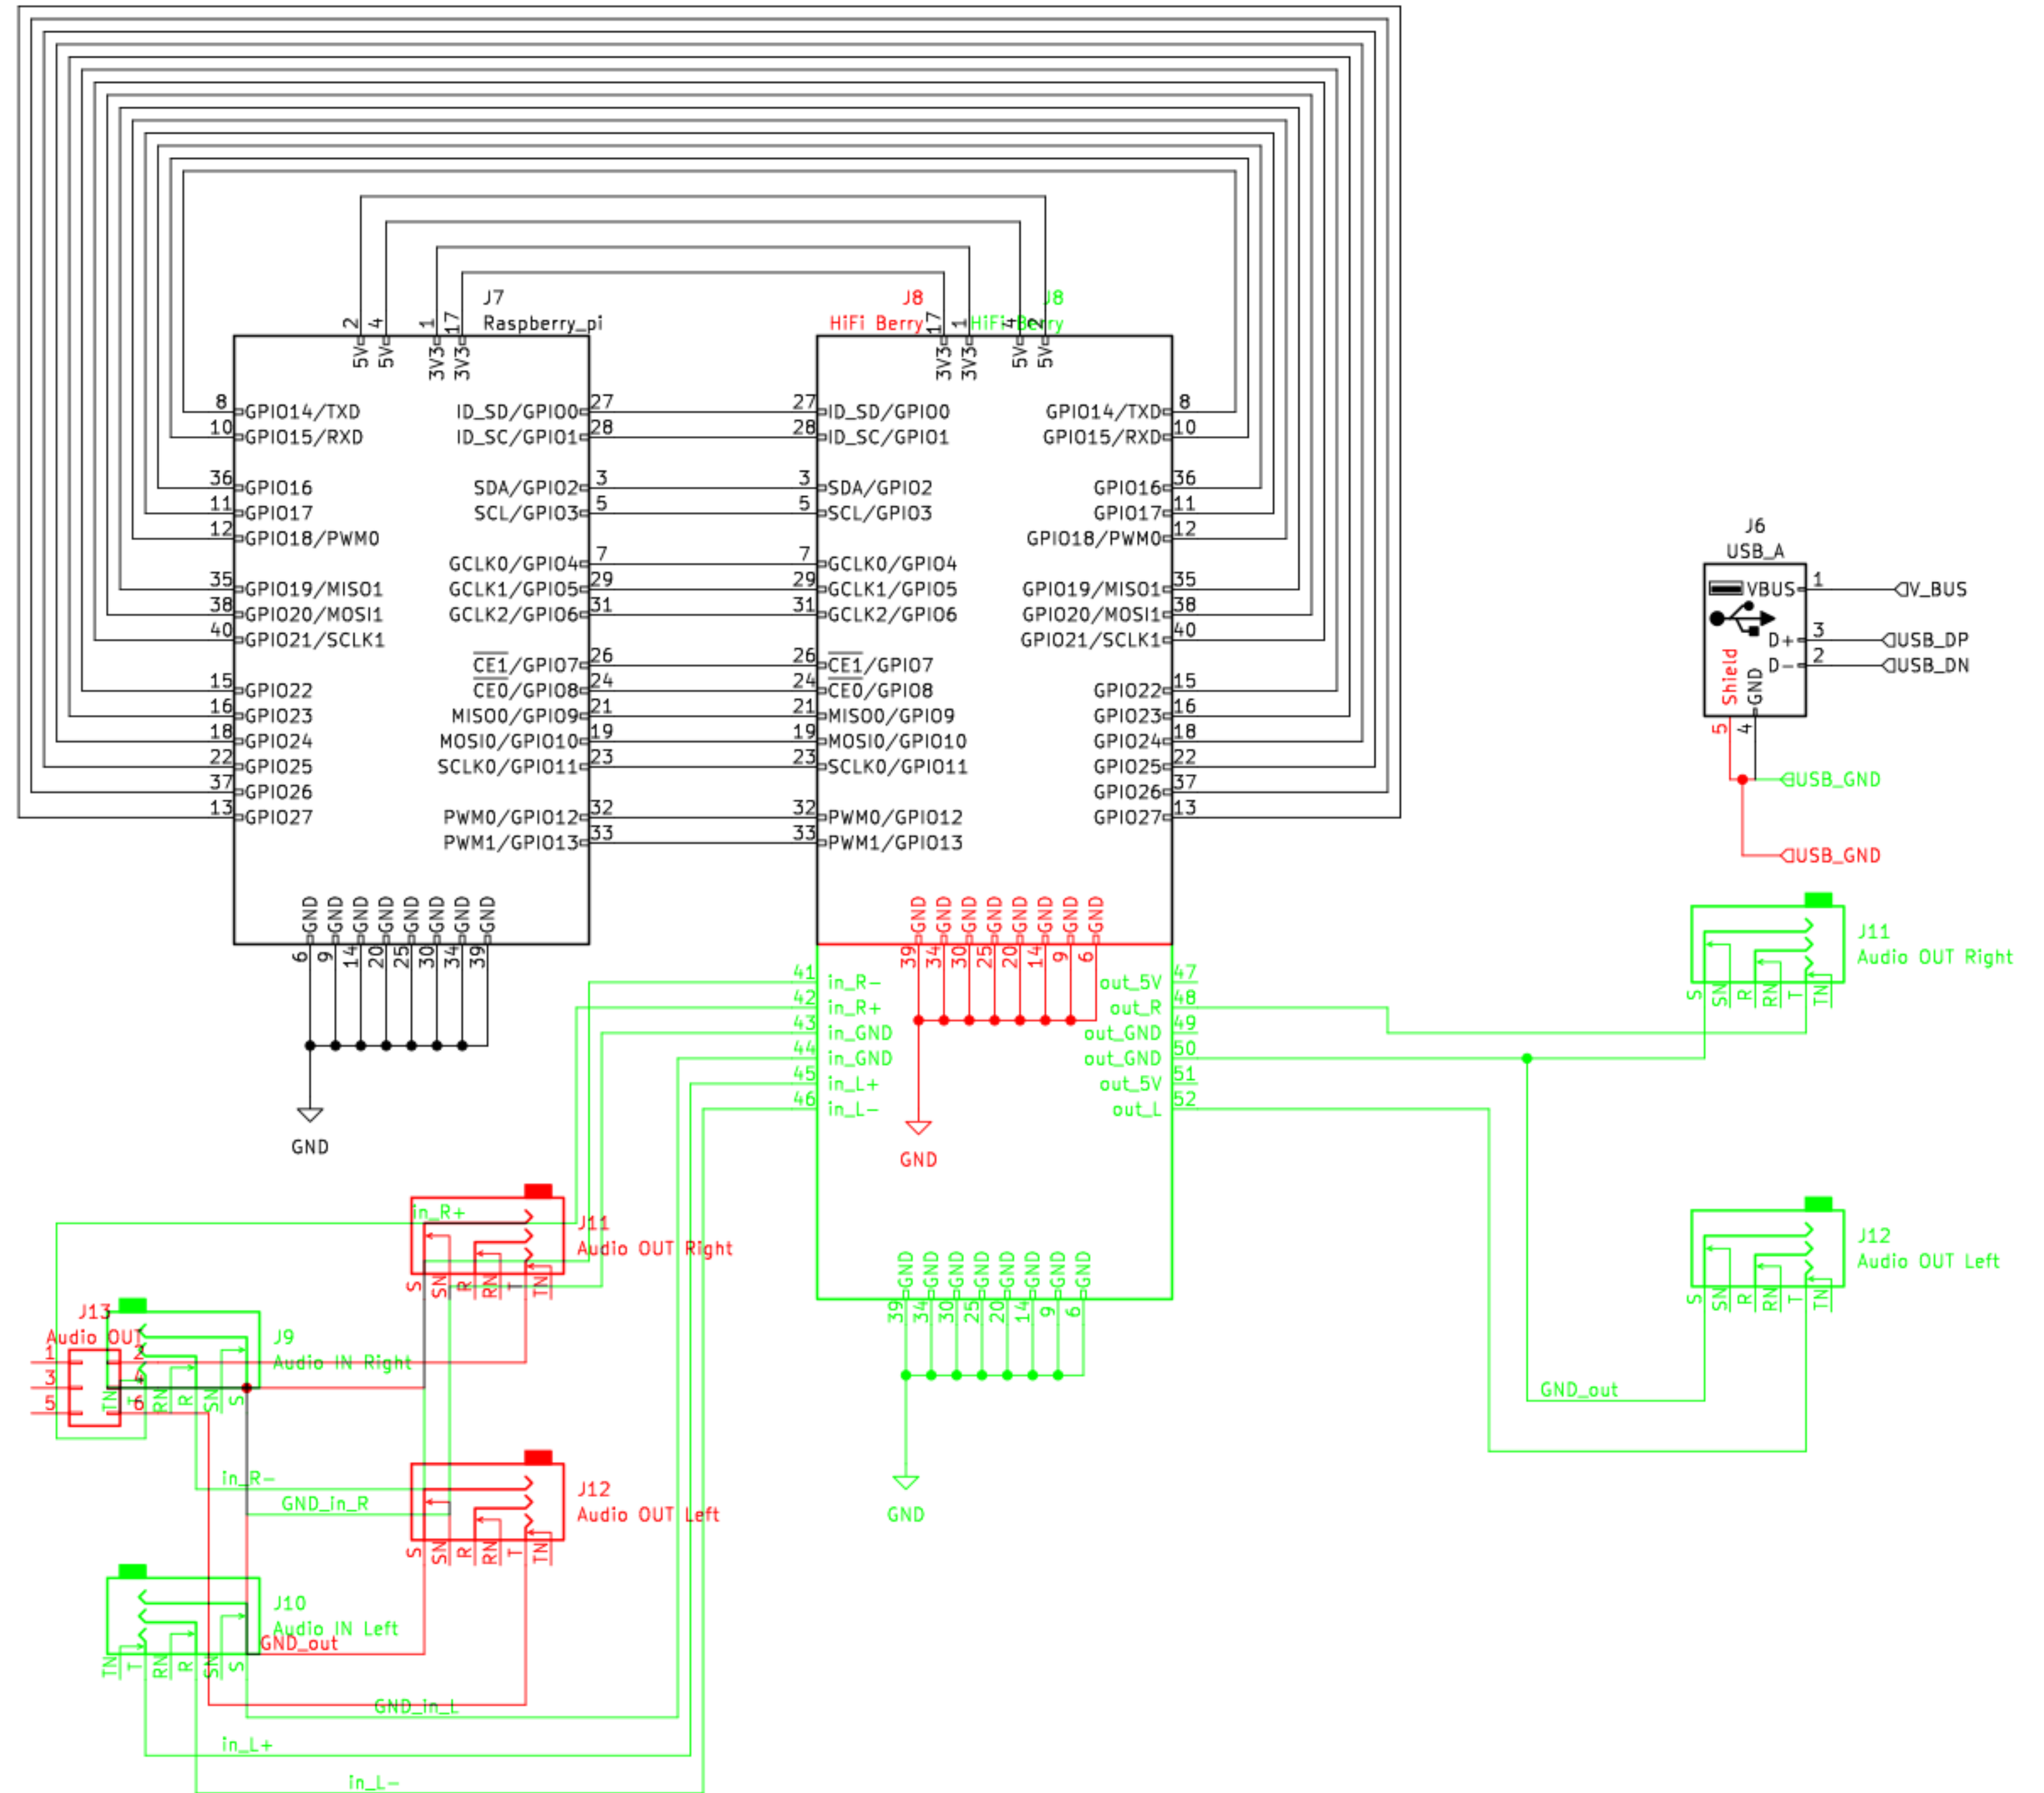 J7
Raspberry_pi
J8
HiFi Berry
J8
HiFi Berry
2
4
1
17
17
1
4
2
5V
5V
3V3
3V3
3V3
3V3
5V
5V
8 GPIO14/TXD
ID_SD/GPIO0 27
27 ID_SD/GPIO0
GPIO14/TXD 8
10 GPIO15/RXD
ID_SC/GPIO1 28
28 ID_SC/GPIO1
GPIO15/RXD 10
36 GPIO16
SDA/GPIO2 3
3 SDA/GPIO2
GPIO16 36
11 GPIO17
SCL/GPIO3 5
5 SCL/GPIO3
GPIO17 11
12 GPIO18/PWM0
GPIO18/PWM0 12
GCLK0/GPIO4 7
7 GCLK0/GPIO4
35 GPIO19/MISO1
GCLK1/GPIO5 29
29 GCLK1/GPIO5
GPIO19/MISO1 35
38 GPIO20/MOSI1
GCLK2/GPIO6 31
31 GCLK2/GPIO6
GPIO20/MOSI1 38
40 GPIO21/SCLK1
GPIO21/SCLK1 40
CE1/GPIO7 26
26 CE1/GPIO7
15 GPIO22
CE0/GPIO8 24
24 CE0/GPIO8
GPIO22 15
16 GPIO23
MISO0/GPIO9 21
21 MISO0/GPIO9
GPIO23 16
18 GPIO24
MOSI0/GPIO10 19
19 MOSI0/GPIO10
GPIO24 18
22 GPIO25
SCLK0/GPIO11 23
23 SCLK0/GPIO11
GPIO25 22
37 GPIO26
GPIO26 37
13 GPIO27
PWM0/GPIO12 32
32 PWM0/GPIO12
GPIO27 13
PWM1/GPIO13 33
33 PWM1/GPIO13
GND GND GND GND GND GND GND GND
6 9 14 20 25 30 34 39
GND
GND GND GND GND GND GND GND GND
39 34 30 25 20 14 9 6
GND
J6
USB_A
VBUS 1 V_BUS
D+ 3 USB_DP
D- 2 USB_DN
Shield
GND
5
4
USB_GND
USB_GND
41 in_R-
42 in_R+
43 in_GND
44 in_GND
45 in_L+
46 in_L-
out_5V 47
out_R 48
out_GND 49
out_GND 50
out_5V 51
out_L 52
J11
Audio OUT Right
S SN R RN T TN
J12
Audio OUT Left
S SN R RN T TN
GND_out
GND GND GND GND GND GND GND GND
39 34 30 25 20 14 9 6
GND
in_R+
J11
Audio OUT Right
S SN R RN T TN
J13
Audio OUT
1 2
3 4
5 6
J9
Audio IN Right
TN T RN R SN S
in_R-
GND_in_R
J12
Audio OUT Left
S SN R RN T TN
J10
Audio IN Left
GND_out
TN T RN R SN S
GND_in_L
in_L+
in_L-